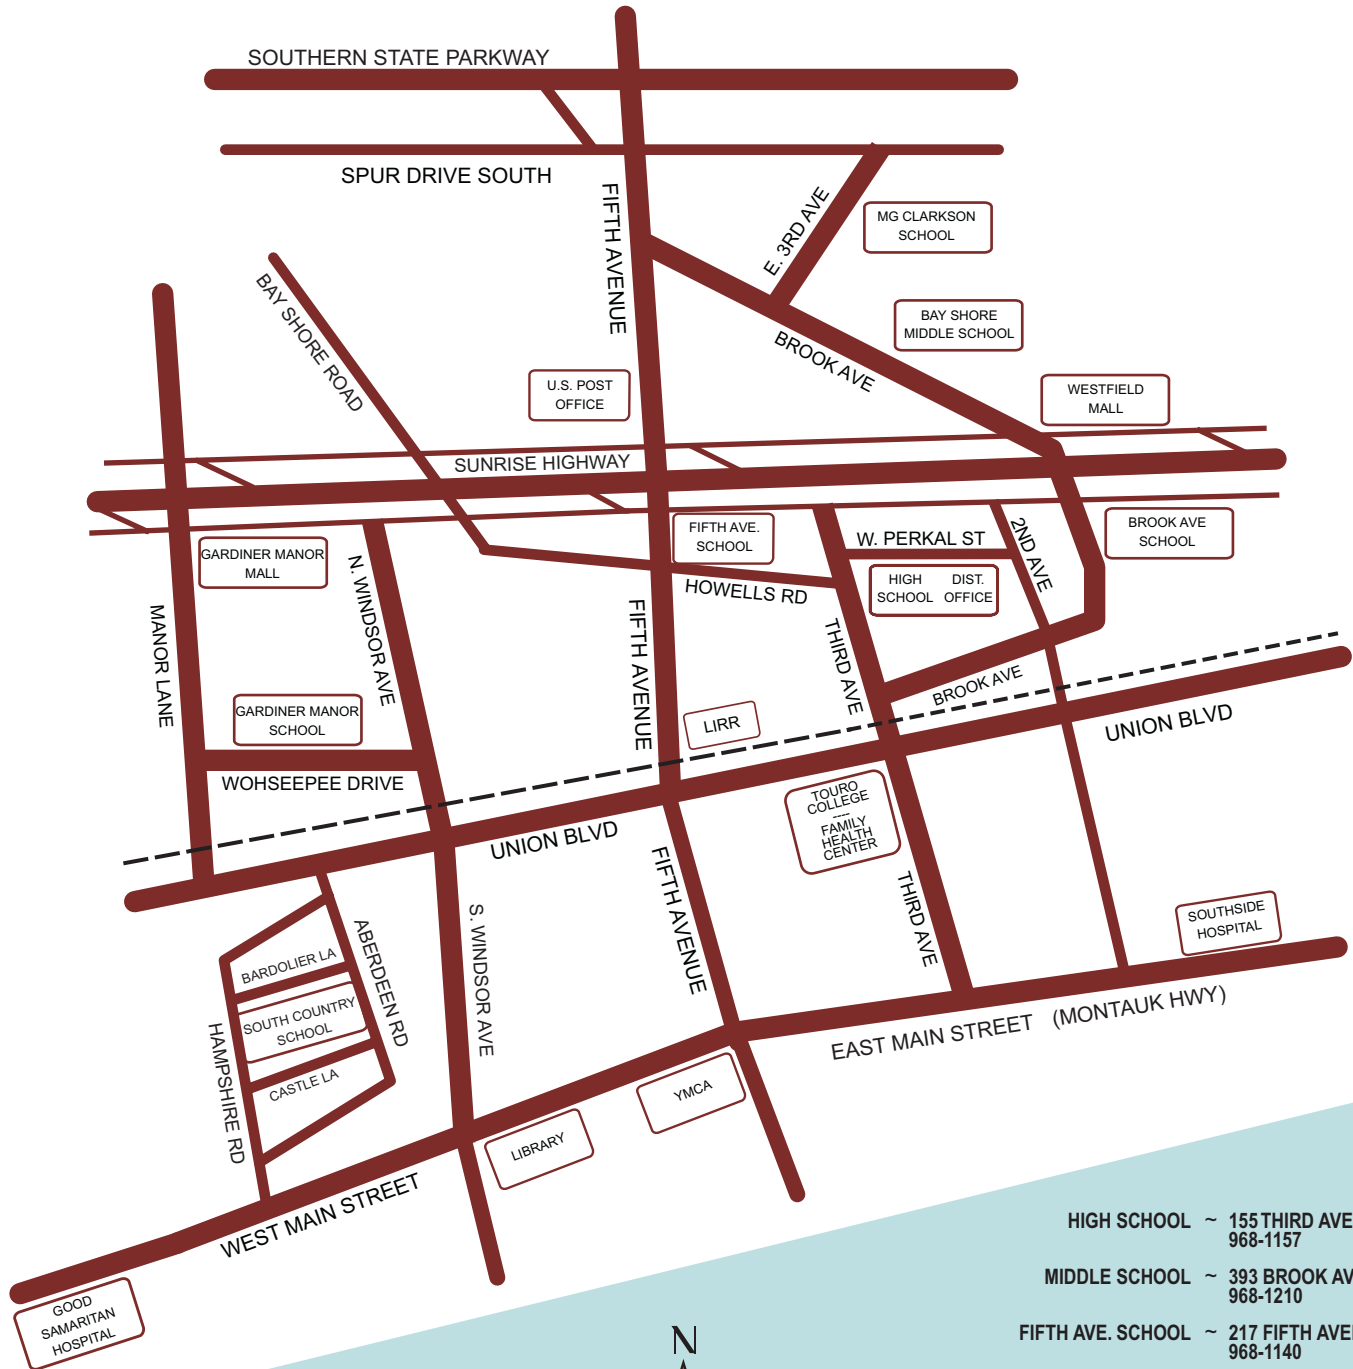 SOUTHERN STATE PARKWAY
SPUR DRIVE SOUTH
FIFTH AVENUE
E. 3RD AVE
MG CLARKSON
SCHOOL
BAY SHORE ROAD
BAY SHORE
MIDDLE SCHOOL
BROOK AVE
U.S. POST
OFFICE
WESTFIELD
MALL
SUNRISE HIGHWAY
FIFTH AVE.
SCHOOL
W. PERKAL ST
2ND AVE
BROOK AVE
SCHOOL
GARDINER MANOR
MALL
N. WINDSOR AVE
HOWELLS RD
HIGH
SCHOOL
DIST.
OFFICE
MANOR LANE
FIFTH AVENUE
THIRD AVE
BROOK AVE
GARDINER MANOR
SCHOOL
LIRR
UNION BLVD
WOHSEEPEE DRIVE
TOURO
COLLEGE
----
FAMILY
HEALTH
CENTER
UNION BLVD
FIFTH AVENUE
THIRD AVE
SOUTHSIDE
HOSPITAL
ABERDEEN RD
S. WINDSOR AVE
BARDOLIER LA
SOUTH COUNTRY
SCHOOL
HAMPSHIRE RD
CASTLE LA
EAST MAIN STREET (MONTAUK HWY)
YMCA
LIBRARY
WEST MAIN STREET
GOOD
SAMARITAN
HOSPITAL
N
HIGH SCHOOL ~ 155 THIRD AVE
968-1157
MIDDLE SCHOOL ~ 393 BROOK AV
968-1210
FIFTH AVE. SCHOOL ~ 217 FIFTH AVE
968-1140